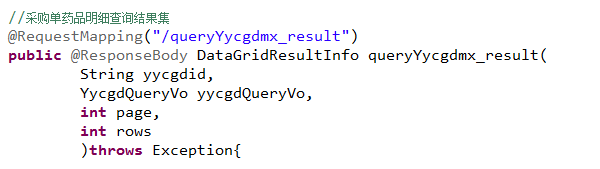 //采购单药品明细查询结果集
@RequestMapping("/queryYycgdmx_result")
public @ResponseBody DataGridResultInfo queryYycgdmx_result(
String yycgdid,
YycgdQueryVo yycgdQueryVo,
int page,
int rows
)throws Exception{